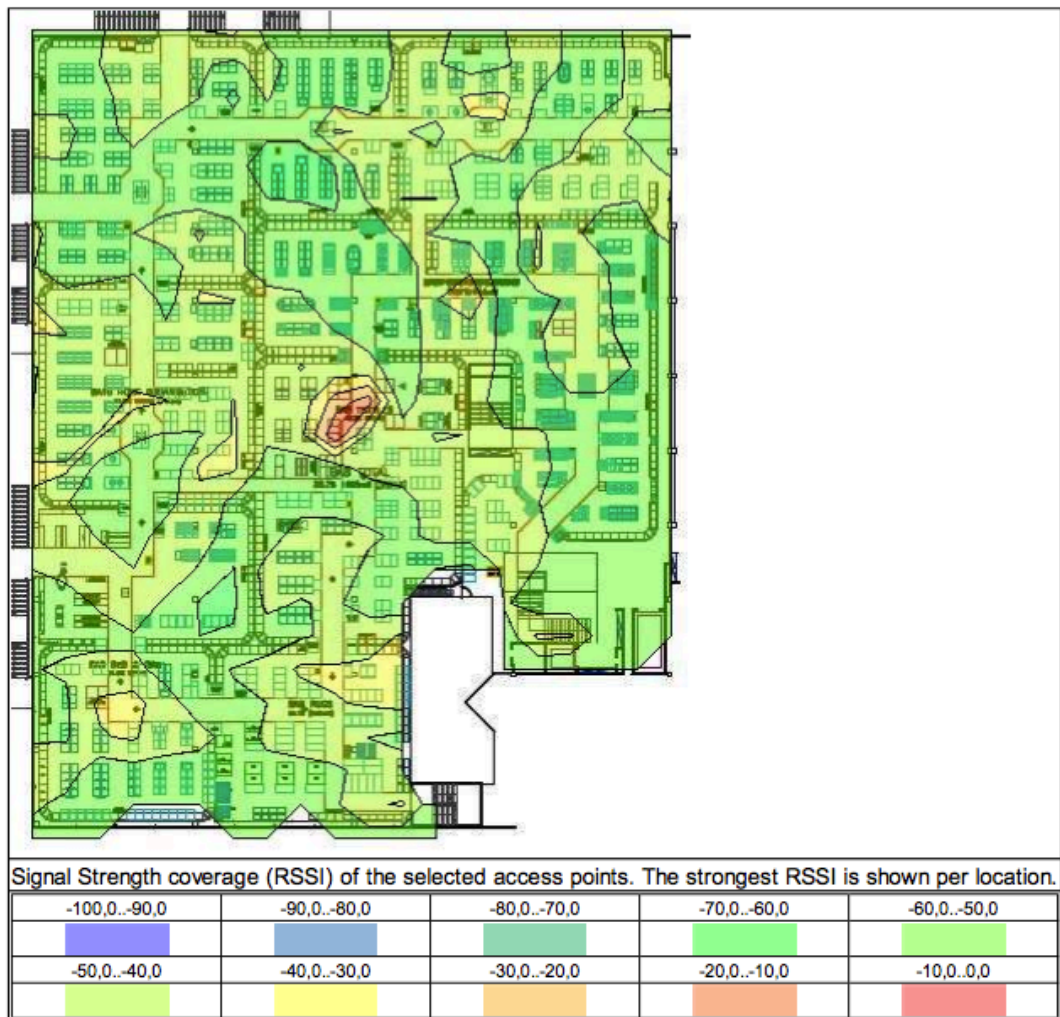 Signal Strength coverage (RSSI) of the selected access points. The strongest RSSI is shown per location.
-100,0..-90,0 -90,0..-80,0 -80,0..-70,0 -70,0..-60,0 -60,0..-50,0
-50,0..-40,0 -40,0..-30,0 -30,0..-20,0 -20,0..-10,0 -10,0..0,0